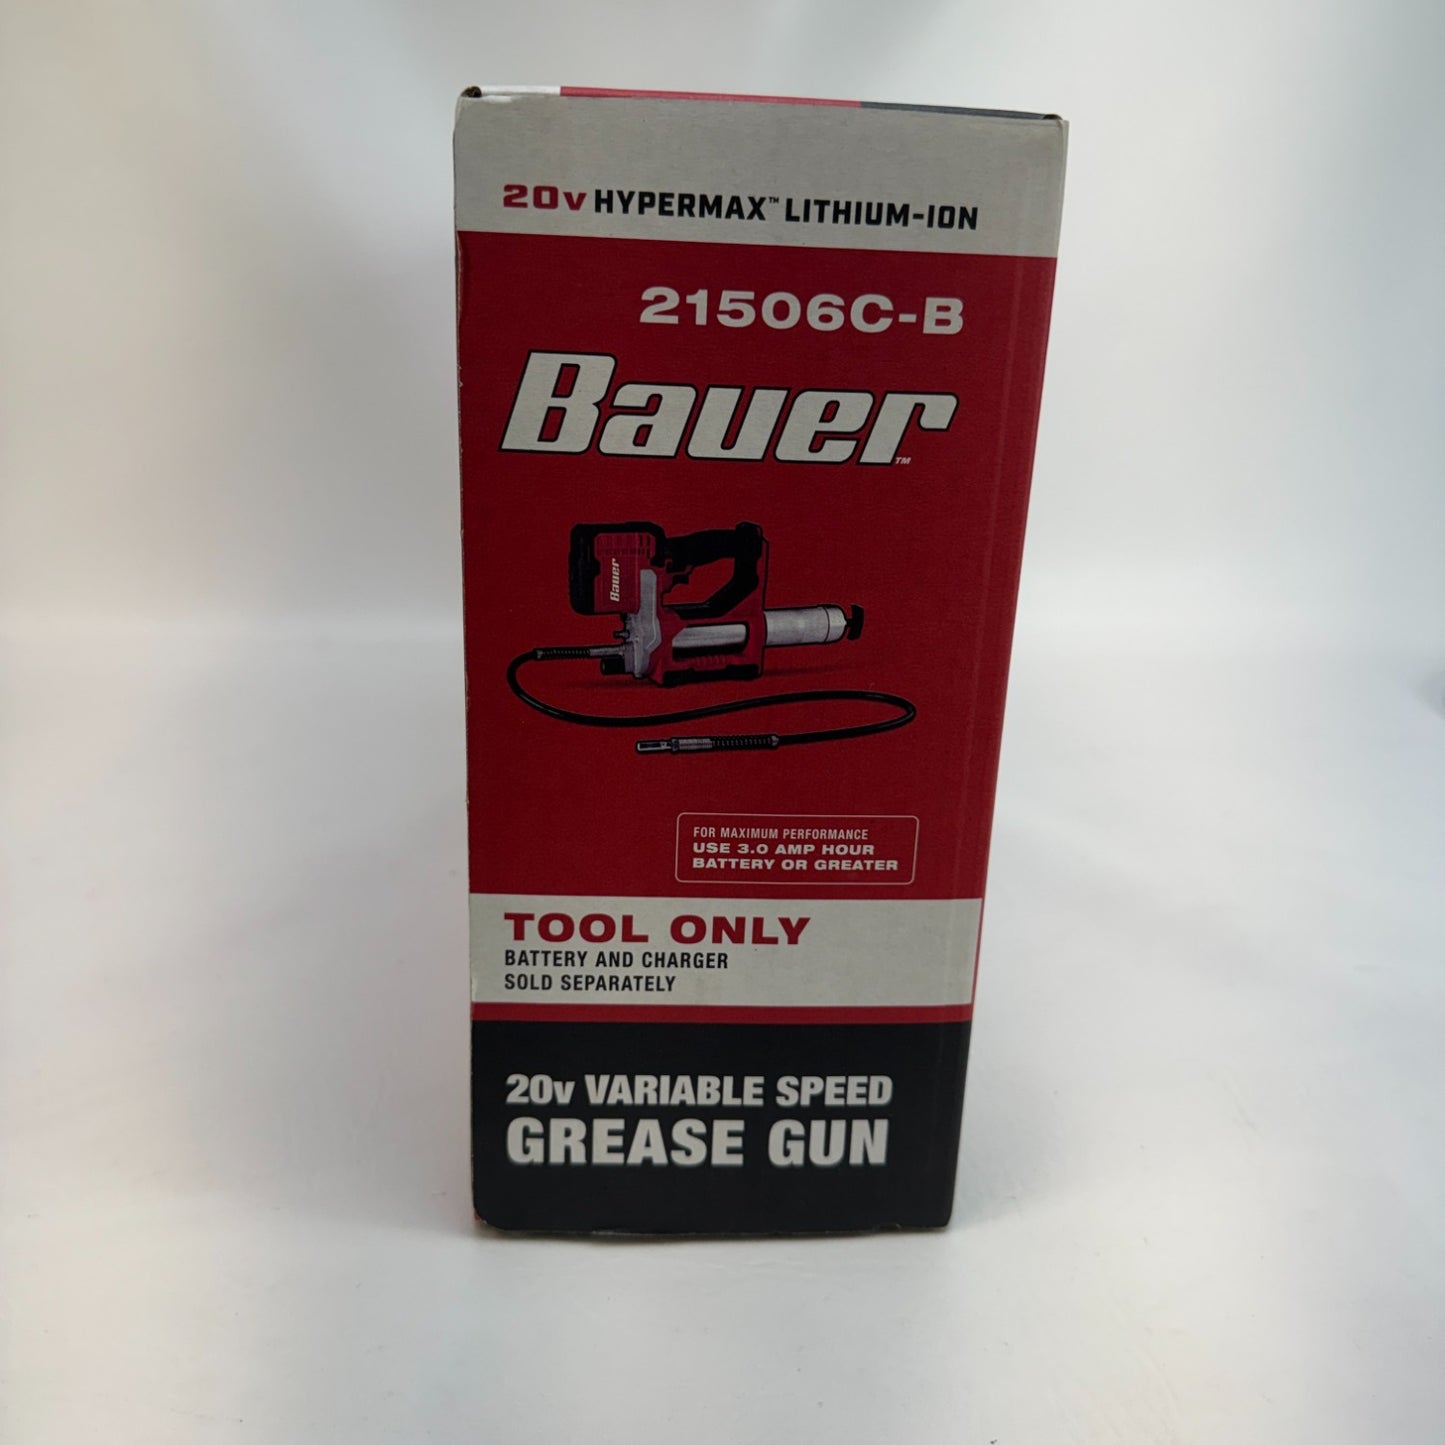 20v HYPERMAX™ LITHIUM-ION
21506C-B
Bauer™
Bauer
FOR MAXIMUM PERFORMANCE
USE 3.0 AMP HOUR
BATTERY OR GREATER
TOOL ONLY
BATTERY AND CHARGER
SOLD SEPARATELY
20v VARIABLE SPEED
GREASE GUN